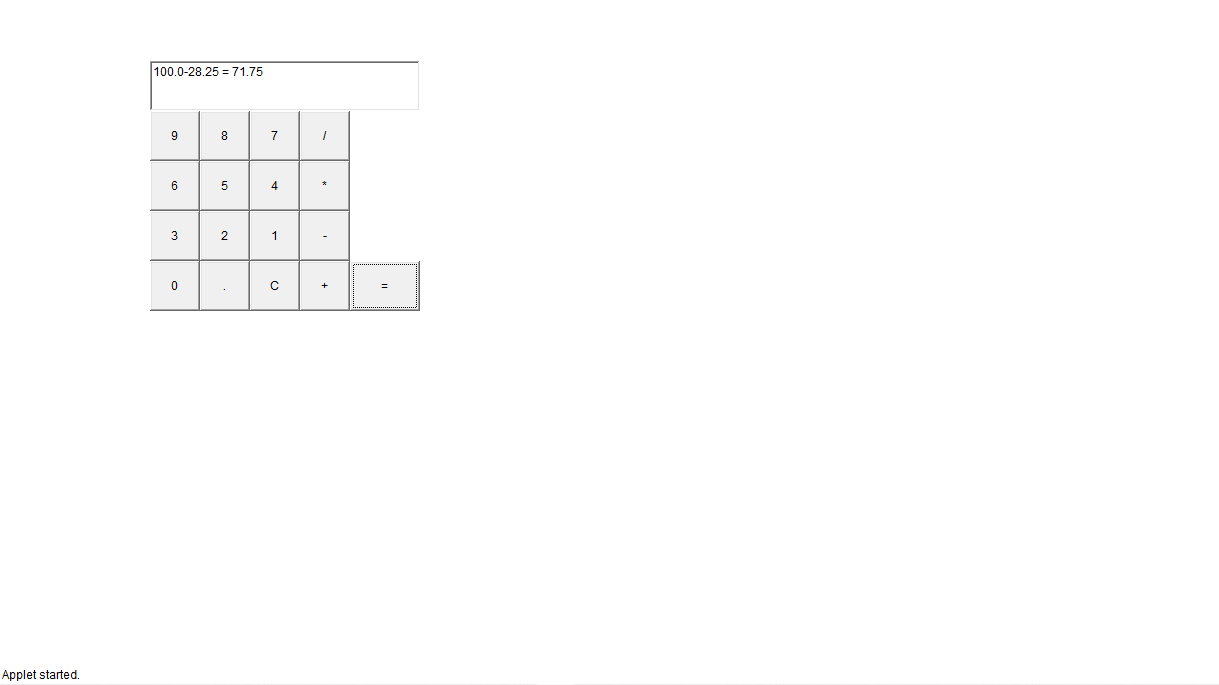 100.0-28.25 = 71.75
9 8 7 /
6 5 4 *
3 2 1 -
0 . C + =
Applet started.